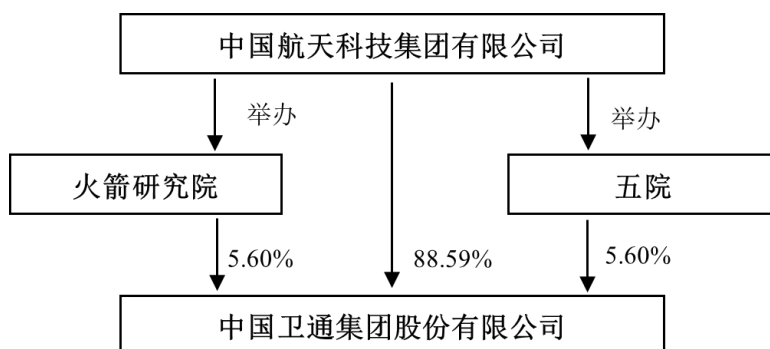 中国航天科技集团有限公司
举办
举办
火箭研究院
五院
5.60%
88.59%
5.60%
中国卫通集团股份有限公司